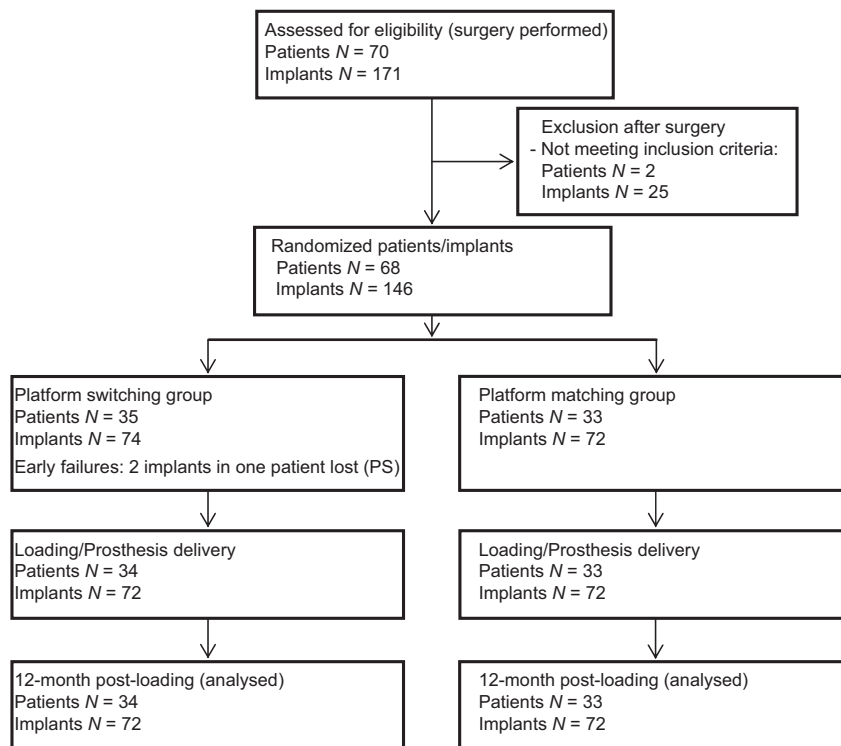 Assessed for eligibility (surgery performed)
Patients N = 70
Implants N = 171
Exclusion after surgery
- Not meeting inclusion criteria:
Patients N = 2
Implants N = 25
Randomized patients/implants
Patients N = 68
Implants N = 146
Platform switching group
Patients N = 35
Implants N = 74
Early failures: 2 implants in one patient lost (PS)
Platform matching group
Patients N = 33
Implants N = 72
Loading/Prosthesis delivery
Patients N = 34
Implants N = 72
Loading/Prosthesis delivery
Patients N = 33
Implants N = 72
12-month post-loading (analysed)
Patients N = 34
Implants N = 72
12-month post-loading (analysed)
Patients N = 33
Implants N = 72